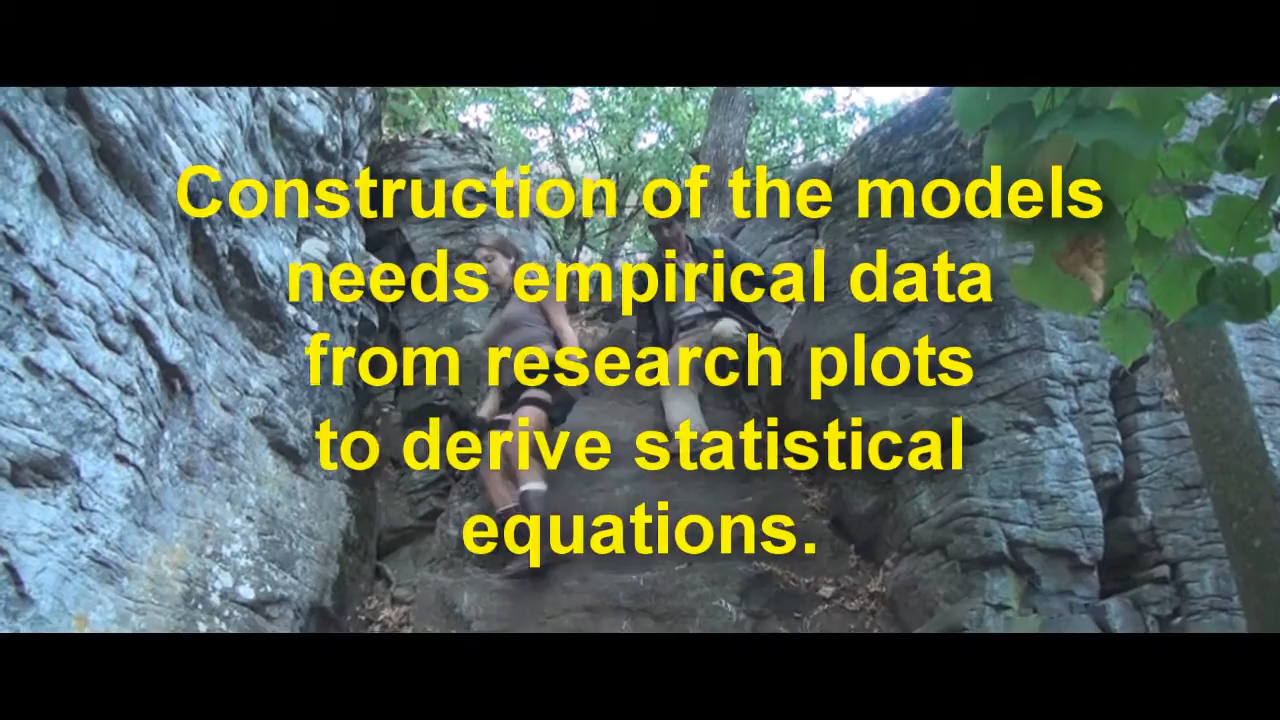 Construction of the models
needs empirical data
from research plots
to derive statistical
equations.